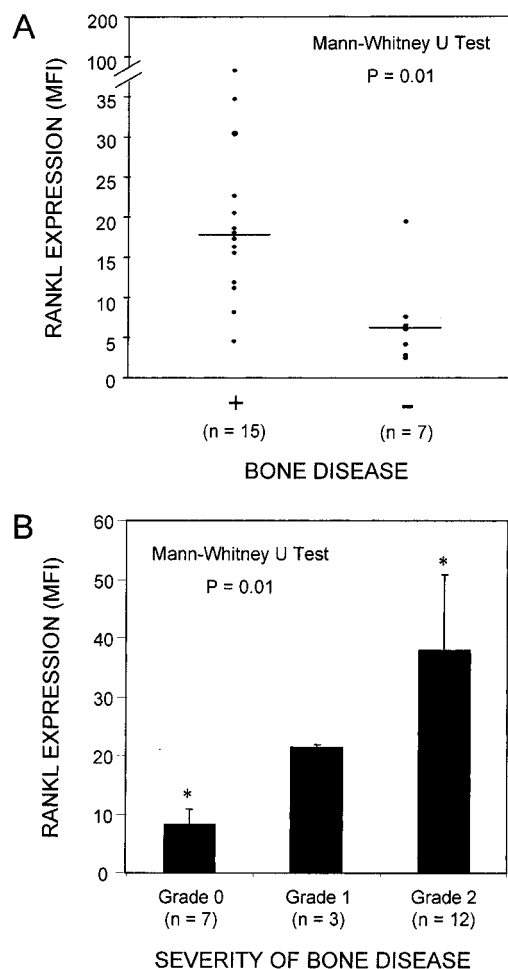 A
RANKL EXPRESSION (MFI)
200
100
35
30
25
20
15
10
5
0
Mann-Whitney U Test
P = 0.01
+
–
(n = 15)
(n = 7)
BONE DISEASE
B
RANKL EXPRESSION (MFI)
60
50
40
30
20
10
0
Mann-Whitney U Test
P = 0.01
*
*
Grade 0
(n = 7)
Grade 1
(n = 3)
Grade 2
(n = 12)
SEVERITY OF BONE DISEASE